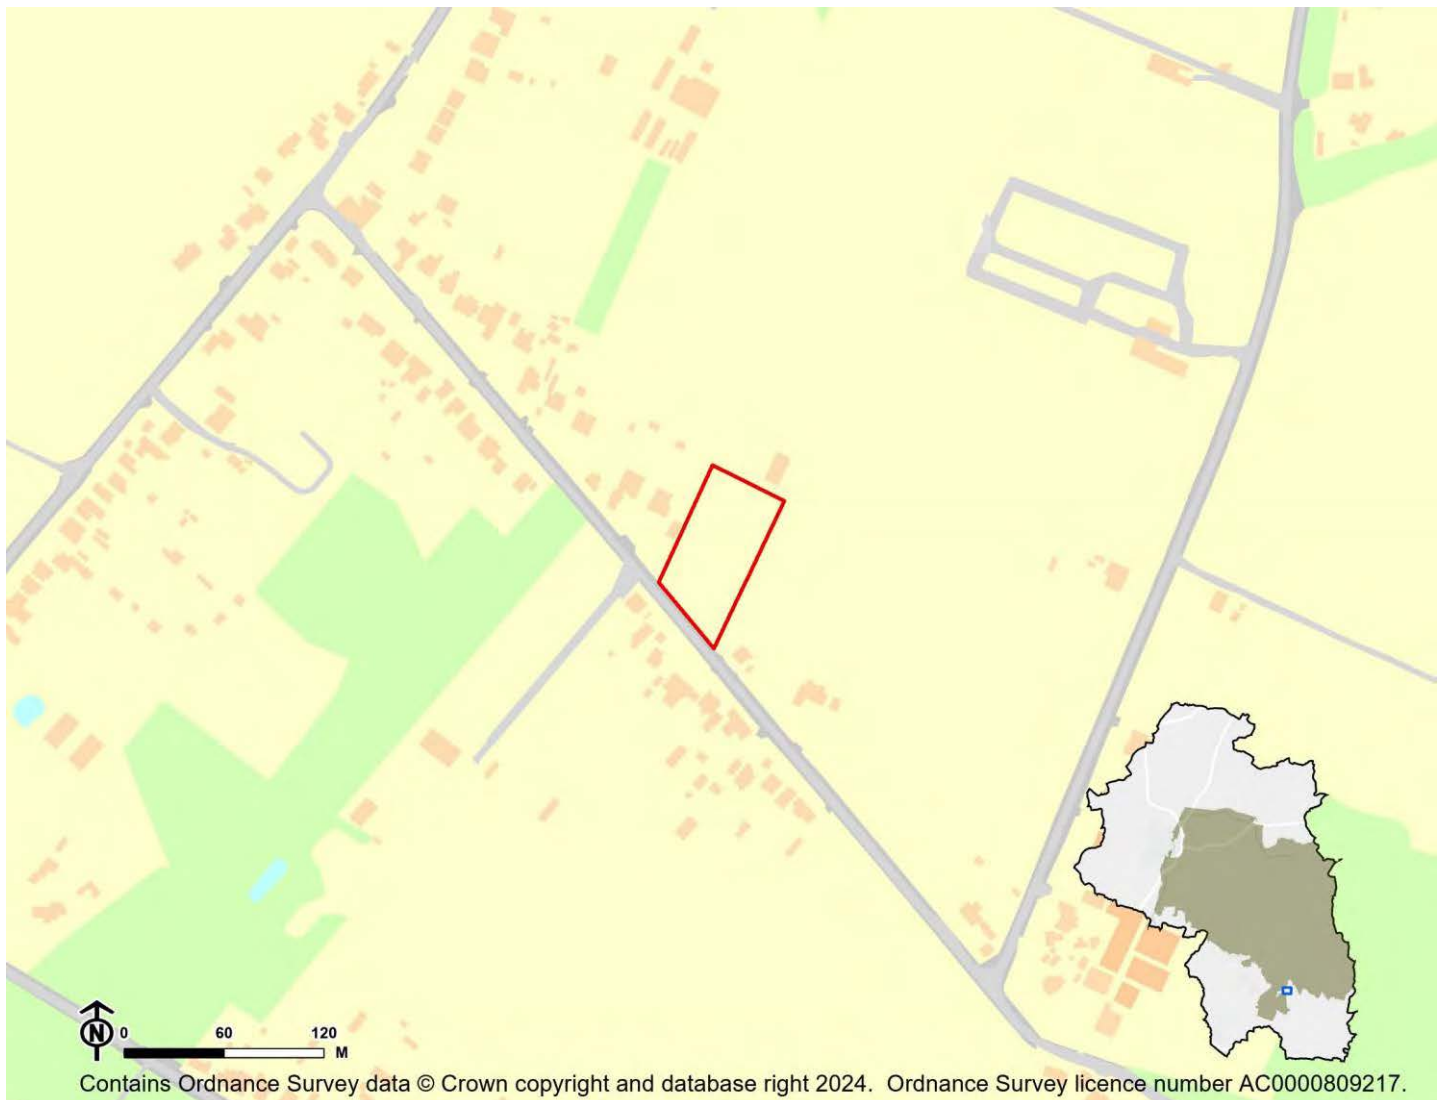 N 0 60 120
M
Contains Ordnance Survey data © Crown copyright and database right 2024. Ordnance Survey licence number AC0000809217.